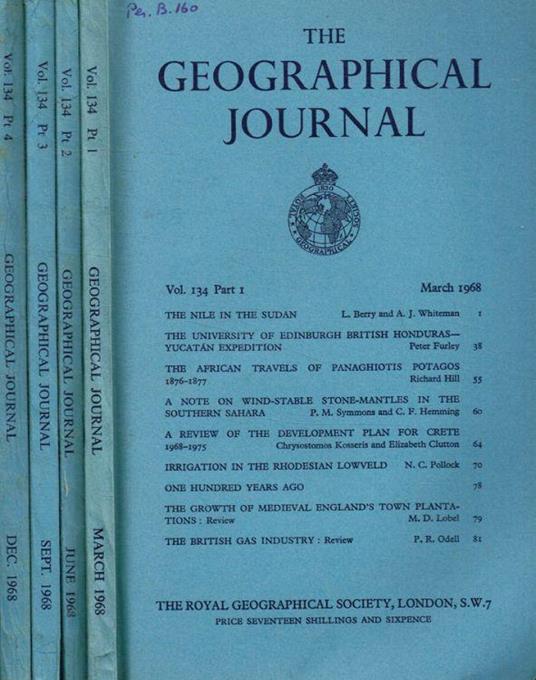 Per. B. 160
THE
GEOGRAPHICAL
JOURNAL
ROYAL GEOGRAPHICAL SOCIETY
1830
Vol. 134 Part 1 March 1968
THE NILE IN THE SUDAN L. Berry and A. J. Whiteman 1
THE UNIVERSITY OF EDINBURGH BRITISH HONDURAS—
YUCATÁN EXPEDITION Peter Furley 38
THE AFRICAN TRAVELS OF PANAGHIOTIS POTAGOS
1876-1877 Richard Hill 55
A NOTE ON WIND-STABLE STONE-MANTLES IN THE
SOUTHERN SAHARA P. M. Symmons and C. F. Hemming 60
A REVIEW OF THE DEVELOPMENT PLAN FOR CRETE
1968-1975 Chrysostomos Kosseris and Elizabeth Clutton 64
IRRIGATION IN THE RHODESIAN LOWVELD N. C. Pollock 70
ONE HUNDRED YEARS AGO 78
THE GROWTH OF MEDIEVAL ENGLAND'S TOWN PLANTA-
TIONS : Review M. D. Lobel 79
THE BRITISH GAS INDUSTRY : Review P. R. Odell 81
THE ROYAL GEOGRAPHICAL SOCIETY, LONDON, S.W.7
PRICE SEVENTEEN SHILLINGS AND SIXPENCE
Vol. 134 Pt 4 GEOGRAPHICAL JOURNAL DEC. 1968
Vol. 134 Pt 3 GEOGRAPHICAL JOURNAL SEPT. 1968
Vol. 134 Pt 2 GEOGRAPHICAL JOURNAL JUNE 1968
Vol. 134 Pt 1 GEOGRAPHICAL JOURNAL MARCH 1968